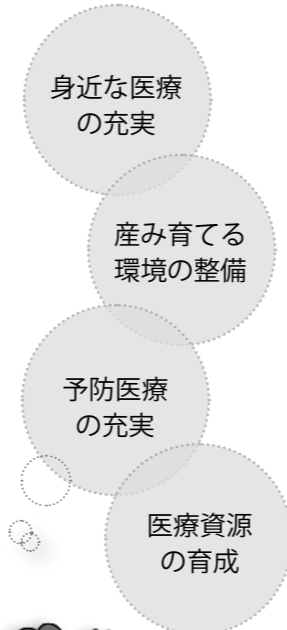 身近な医療
の充実
産み育てる
環境の整備
予防医療
の充実
医療資源
の育成